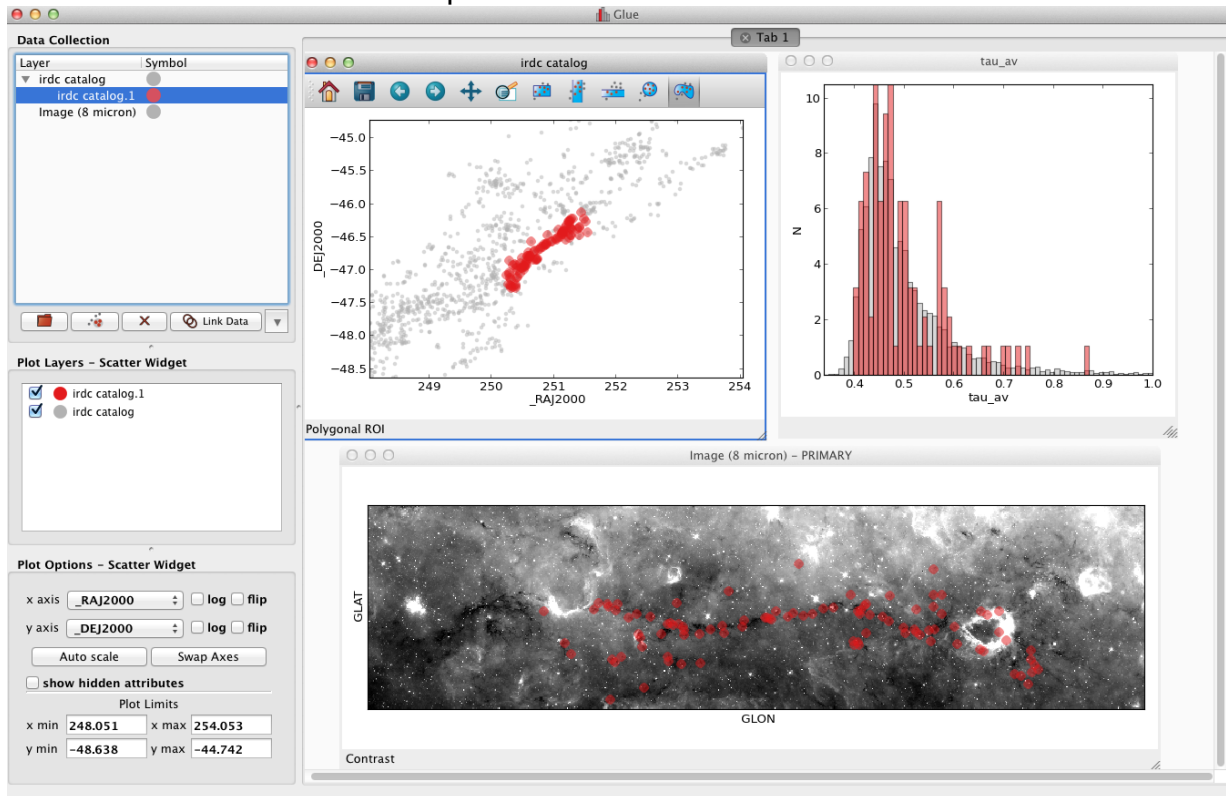 Glue
Data Collection
Layer Symbol
irdc catalog
irdc catalog.1
Image (8 micron)
Link Data
Plot Layers – Scatter Widget
irdc catalog.1
irdc catalog
Plot Options – Scatter Widget
x axis _RAJ2000 log flip
y axis _DEJ2000 log flip
Auto scale Swap Axes
show hidden attributes
Plot Limits
x min 248.051 x max 254.053
y min -48.638 y max -44.742
Tab 1
irdc catalog
−45.0
−45.5
−46.0
−46.5
−47.0
−47.5
−48.0
−48.5
_DEJ2000
249 250 251 252 253 254
_RAJ2000
Polygonal ROI
tau_av
10
8
6
4
2
0
N
0.4 0.5 0.6 0.7 0.8 0.9 1.0
tau_av
Image (8 micron) – PRIMARY
GLAT
GLON
Contrast